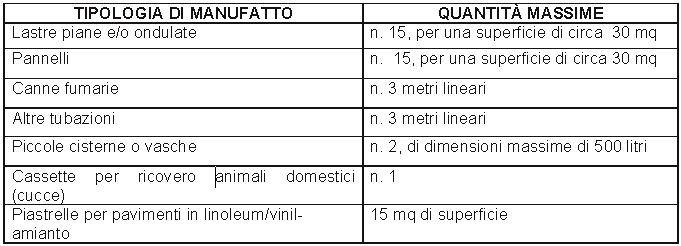 TIPOLOGIA DI MANUFATTO QUANTITÀ MASSIME
Lastre piane e/o ondulate n. 15, per una superficie di circa 30 mq
Pannelli n. 15, per una superficie di circa 30 mq
Canne fumarie n. 3 metri lineari
Altre tubazioni n. 3 metri lineari
Piccole cisterne o vasche n. 2, di dimensioni massime di 500 litri
Cassette per ricovero animali domestici n. 1
(cucce)
Piastrelle per pavimenti in linoleum/vinil- 15 mq di superficie
amianto